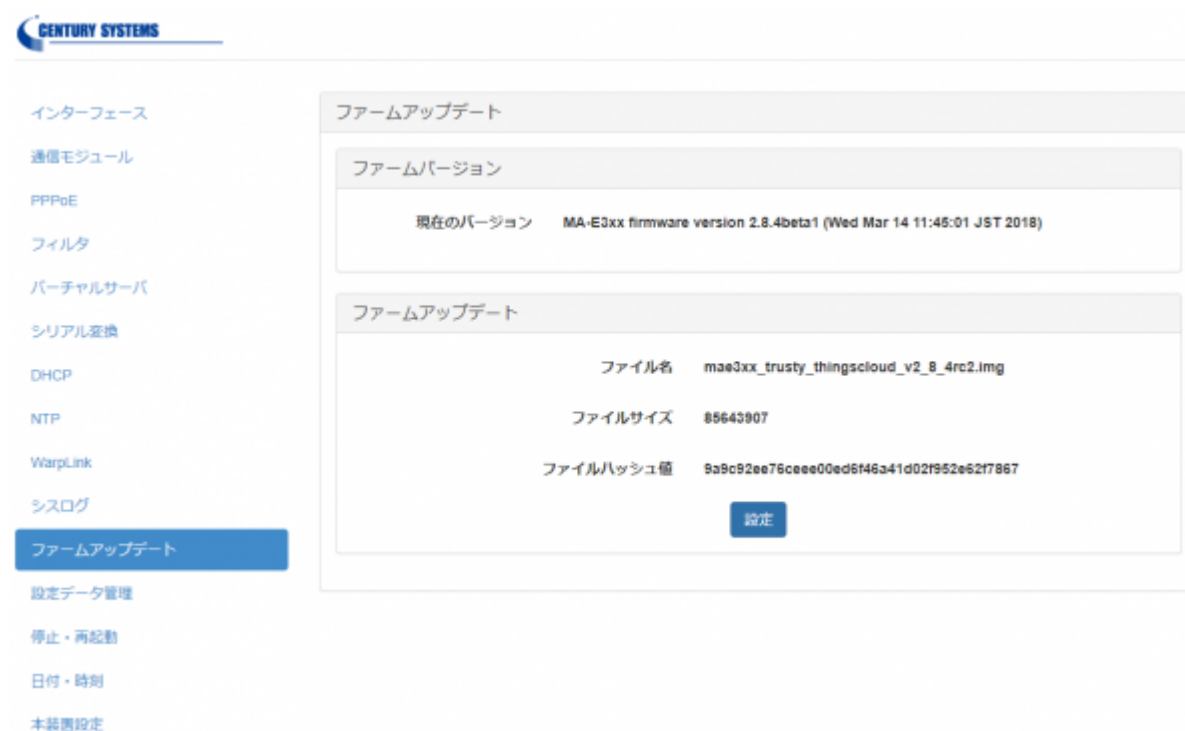 CENTURY SYSTEMS
インターフェース
通信モジュール
PPPoE
フィルタ
バーチャルサーバ
シリアル変換
DHCP
NTP
WarpLink
シスログ
ファームアップデート
設定データ管理
停止・再起動
日付・時刻
本装置設定
ファームアップデート
ファームバージョン
現在のバージョン MA-E3xx firmware version 2.8.4beta1 (Wed Mar 14 11:45:01 JST 2018)
ファームアップデート
ファイル名 mae3xx_trusty_thingscloud_v2_8_4rc2.img
ファイルサイズ 85643907
ファイルハッシュ値 9a9c92ee76ceee00ed6f46a41d02f952e62f7867
設定